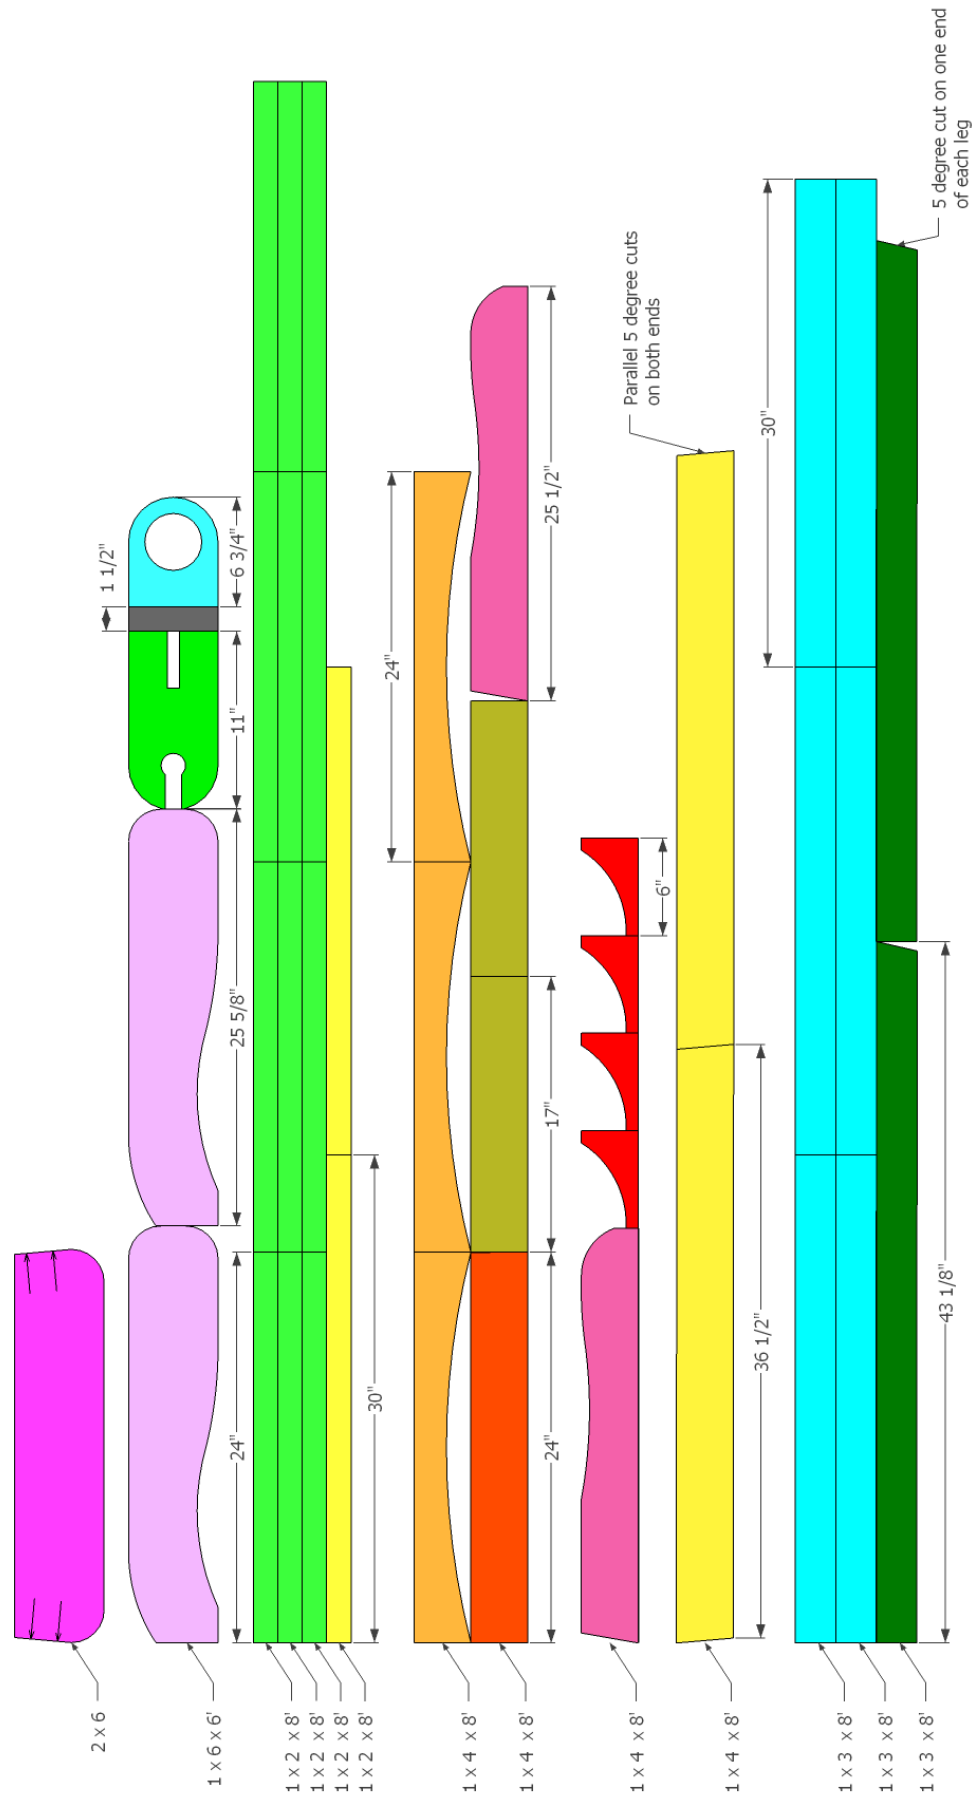 2 x 6
1 x 6 x 6'
1 1/2"
6 3/4"
11"
25 5/8"
24"
1 x 2 x 8'
1 x 2 x 8'
1 x 2 x 8'
1 x 2 x 8'
30"
24"
1 x 4 x 8'
1 x 4 x 8'
25 1/2"
17"
24"
6"
1 x 4 x 8'
Parallel 5 degree cuts
on both ends
36 1/2"
1 x 4 x 8'
30"
1 x 3 x 8'
1 x 3 x 8'
1 x 3 x 8'
5 degree cut on one end
of each leg
43 1/8"